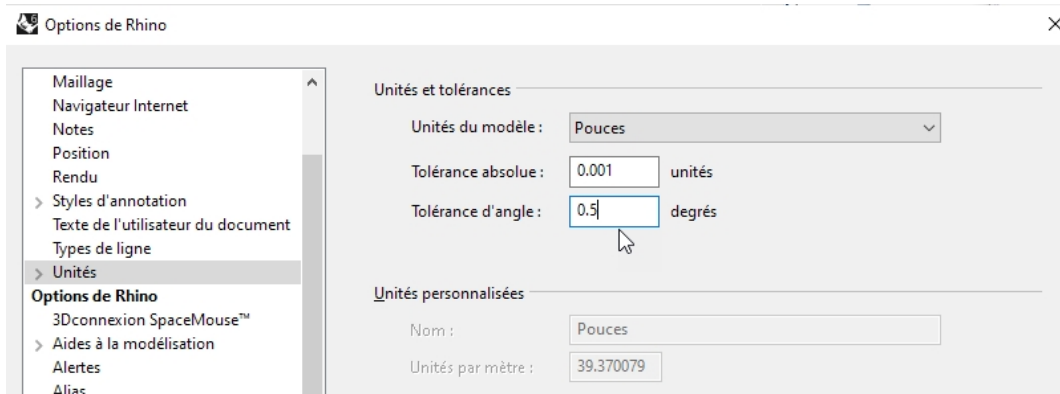 Options de Rhino
Maillage
Navigateur Internet
Notes
Position
Rendu
Styles d'annotation
Texte de l'utilisateur du document
Types de ligne
Unités
Options de Rhino
3Dconnexion SpaceMouse™
Aides à la modélisation
Alertes
Alias
Unités et tolérances
Unités du modèle : Pouces
Tolérance absolue : 0.001 unités
Tolérance d'angle : 0.5 degrés
Unités personnalisées
Nom : Pouces
Unités par mètre : 39.370079